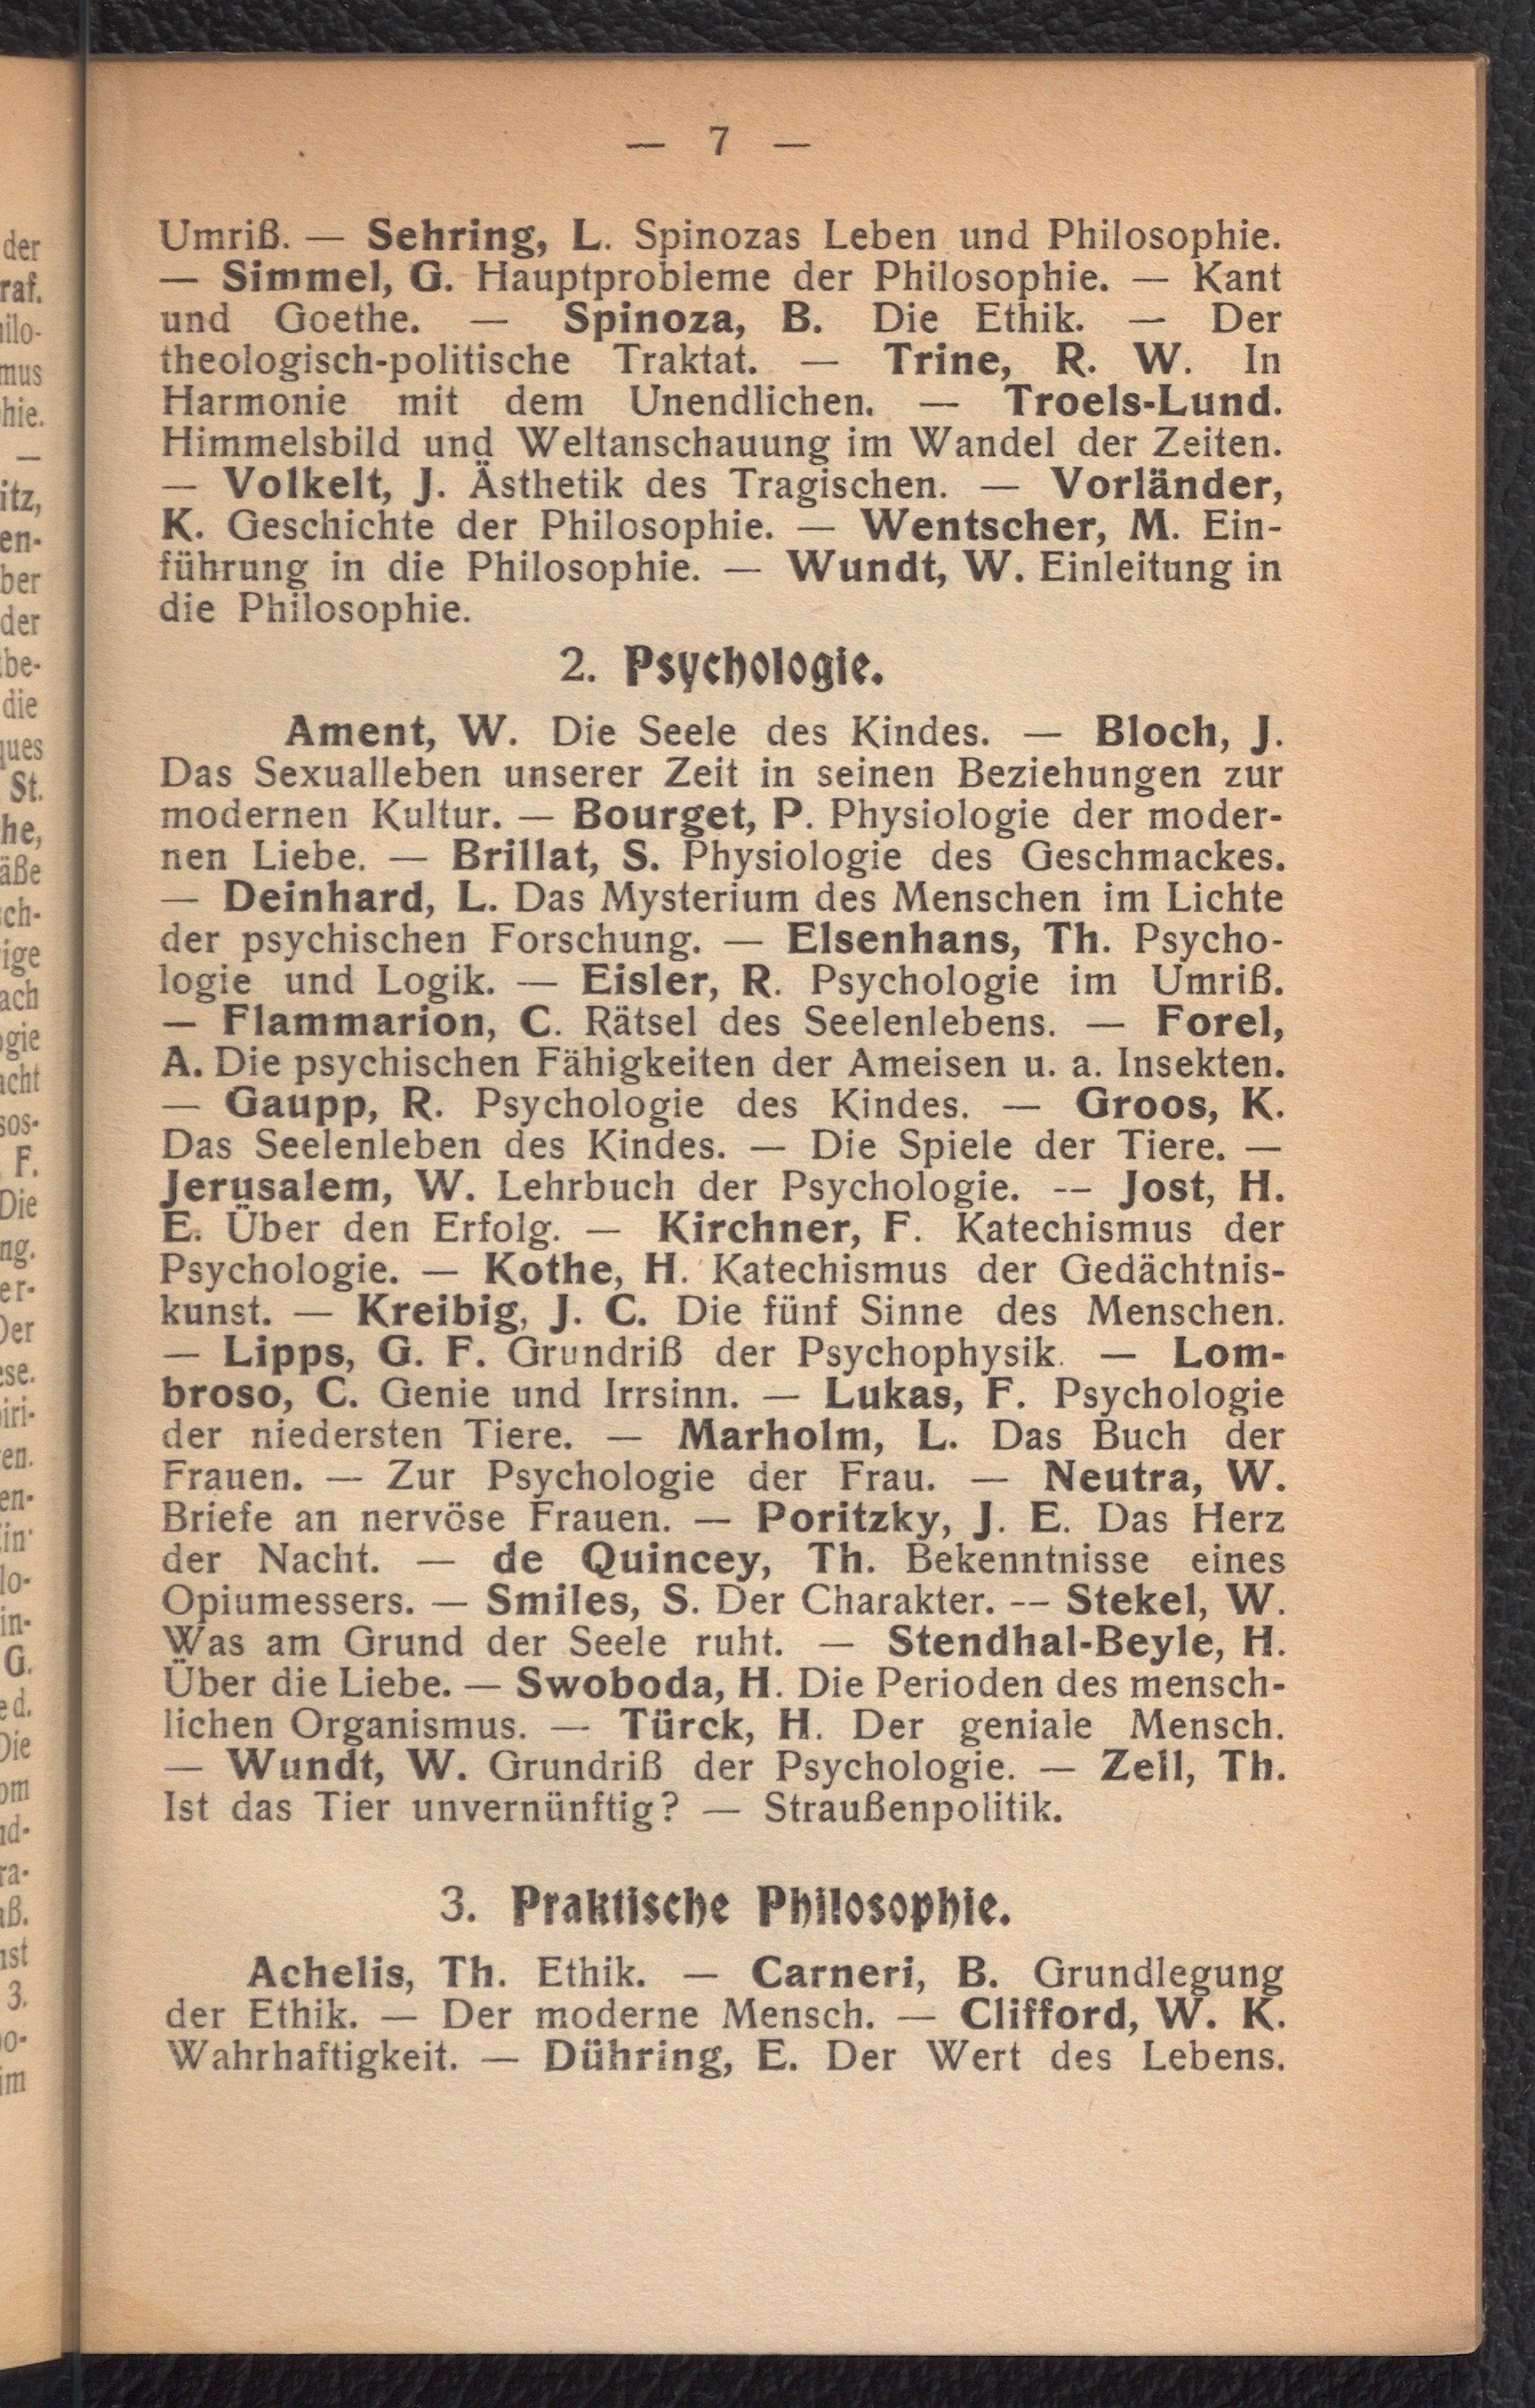 — 7 —
Umriß. — Sehring, L. Spinozas Leben und Philosophie.
— Simmel, G. Hauptprobleme der Philosophie. — Kant
und Goethe. — Spinoza, B. Die Ethik. — Der
theologisch-politische Traktat. — Trine, R. W. In
Harmonie mit dem Unendlichen. — Troels-Lund.
Himmelsbild und Weltanschauung im Wandel der Zeiten.
— Volkelt, J. Ästhetik des Tragischen. — Vorländer,
K. Geschichte der Philosophie. — Wentscher, M. Ein-
führung in die Philosophie. — Wundt, W. Einleitung in
die Philosophie.
2. Psychologie.
Ament, W. Die Seele des Kindes. — Bloch, J.
Das Sexualleben unserer Zeit in seinen Beziehungen zur
modernen Kultur. — Bourget, P. Physiologie der moder-
nen Liebe. — Brillat, S. Physiologie des Geschmackes.
— Deinhard, L. Das Mysterium des Menschen im Lichte
der psychischen Forschung. — Elsenhans, Th. Psycho-
logie und Logik. — Eisler, R. Psychologie im Umriß.
— Flammarion, C. Rätsel des Seelenlebens. — Forel,
A. Die psychischen Fähigkeiten der Ameisen u. a. Insekten.
— Gaupp, R. Psychologie des Kindes. — Groos, K.
Das Seelenleben des Kindes. — Die Spiele der Tiere. —
Jerusalem, W. Lehrbuch der Psychologie. -- Jost, H.
E. Über den Erfolg. — Kirchner, F. Katechismus der
Psychologie. — Kothe, H. Katechismus der Gedächtnis-
kunst. — Kreibig, J. C. Die fünf Sinne des Menschen.
— Lipps, G. F. Grundriß der Psychophysik. — Lom-
broso, C. Genie und Irrsinn. — Lukas, F. Psychologie
der niedersten Tiere. — Marholm, L. Das Buch der
Frauen. — Zur Psychologie der Frau. — Neutra, W.
Briefe an nervöse Frauen. — Poritzky, J. E. Das Herz
der Nacht. — de Quincey, Th. Bekenntnisse eines
Opiumessers. — Smiles, S. Der Charakter. -- Stekel, W.
Was am Grund der Seele ruht. — Stendhal-Beyle, H.
Über die Liebe. — Swoboda, H. Die Perioden des mensch-
lichen Organismus. — Türck, H. Der geniale Mensch.
— Wundt, W. Grundriß der Psychologie. — Zell, Th.
Ist das Tier unvernünftig? — Straußenpolitik.
3. Praktische Philosophie.
Achelis, Th. Ethik. — Carneri, B. Grundlegung
der Ethik. — Der moderne Mensch. — Clifford, W. K.
Wahrhaftigkeit. — Dühring, E. Der Wert des Lebens.